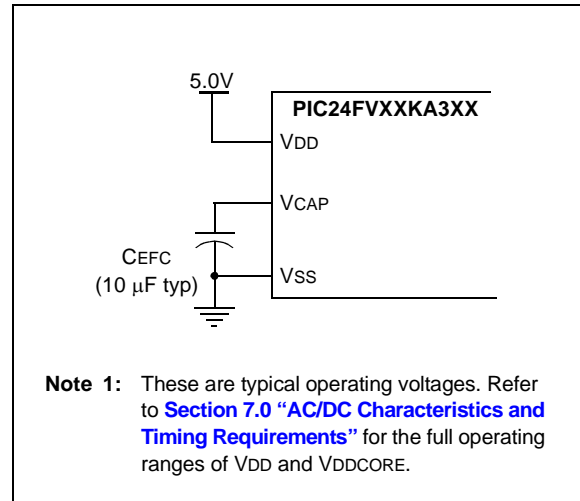 5.0V
PIC24FVXXKA3XX
VDD
VCAP
CEFC
(10 μF typ)
VSS
Note 1: These are typical operating voltages. Refer
to Section 7.0 “AC/DC Characteristics and
Timing Requirements” for the full operating
ranges of VDD and VDDCORE.